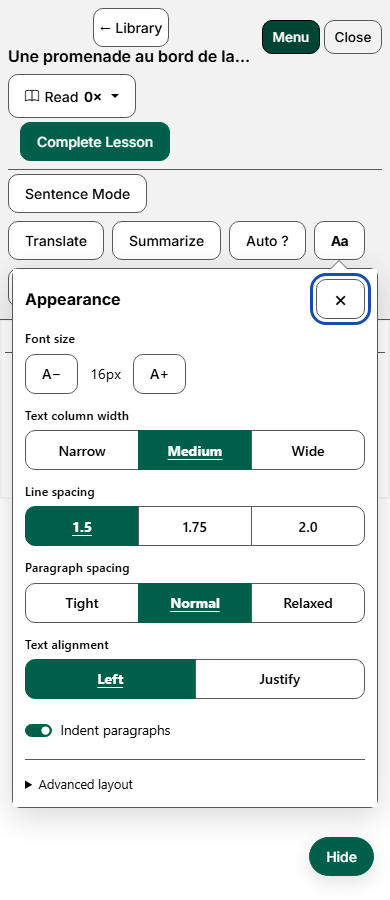 ← Library
Menu
Close
Une promenade au bord de la...
Read 0×
Complete Lesson
Sentence Mode
Translate
Summarize
Auto ?
Aa
Appearance
×
Font size
A−
16px
A+
Text column width
Narrow
Medium
Wide
Line spacing
1.5
1.75
2.0
Paragraph spacing
Tight
Normal
Relaxed
Text alignment
Left
Justify
Indent paragraphs
Advanced layout
Hide